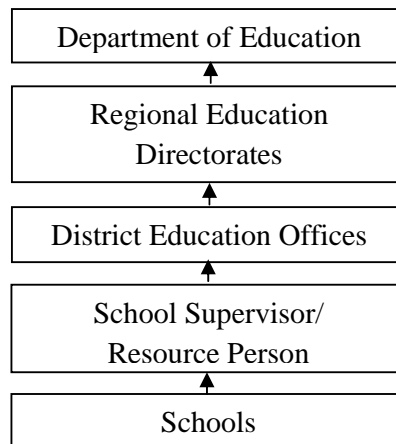 Department of Education
Regional Education
Directorates
District Education Offices
School Supervisor/
Resource Person
Schools